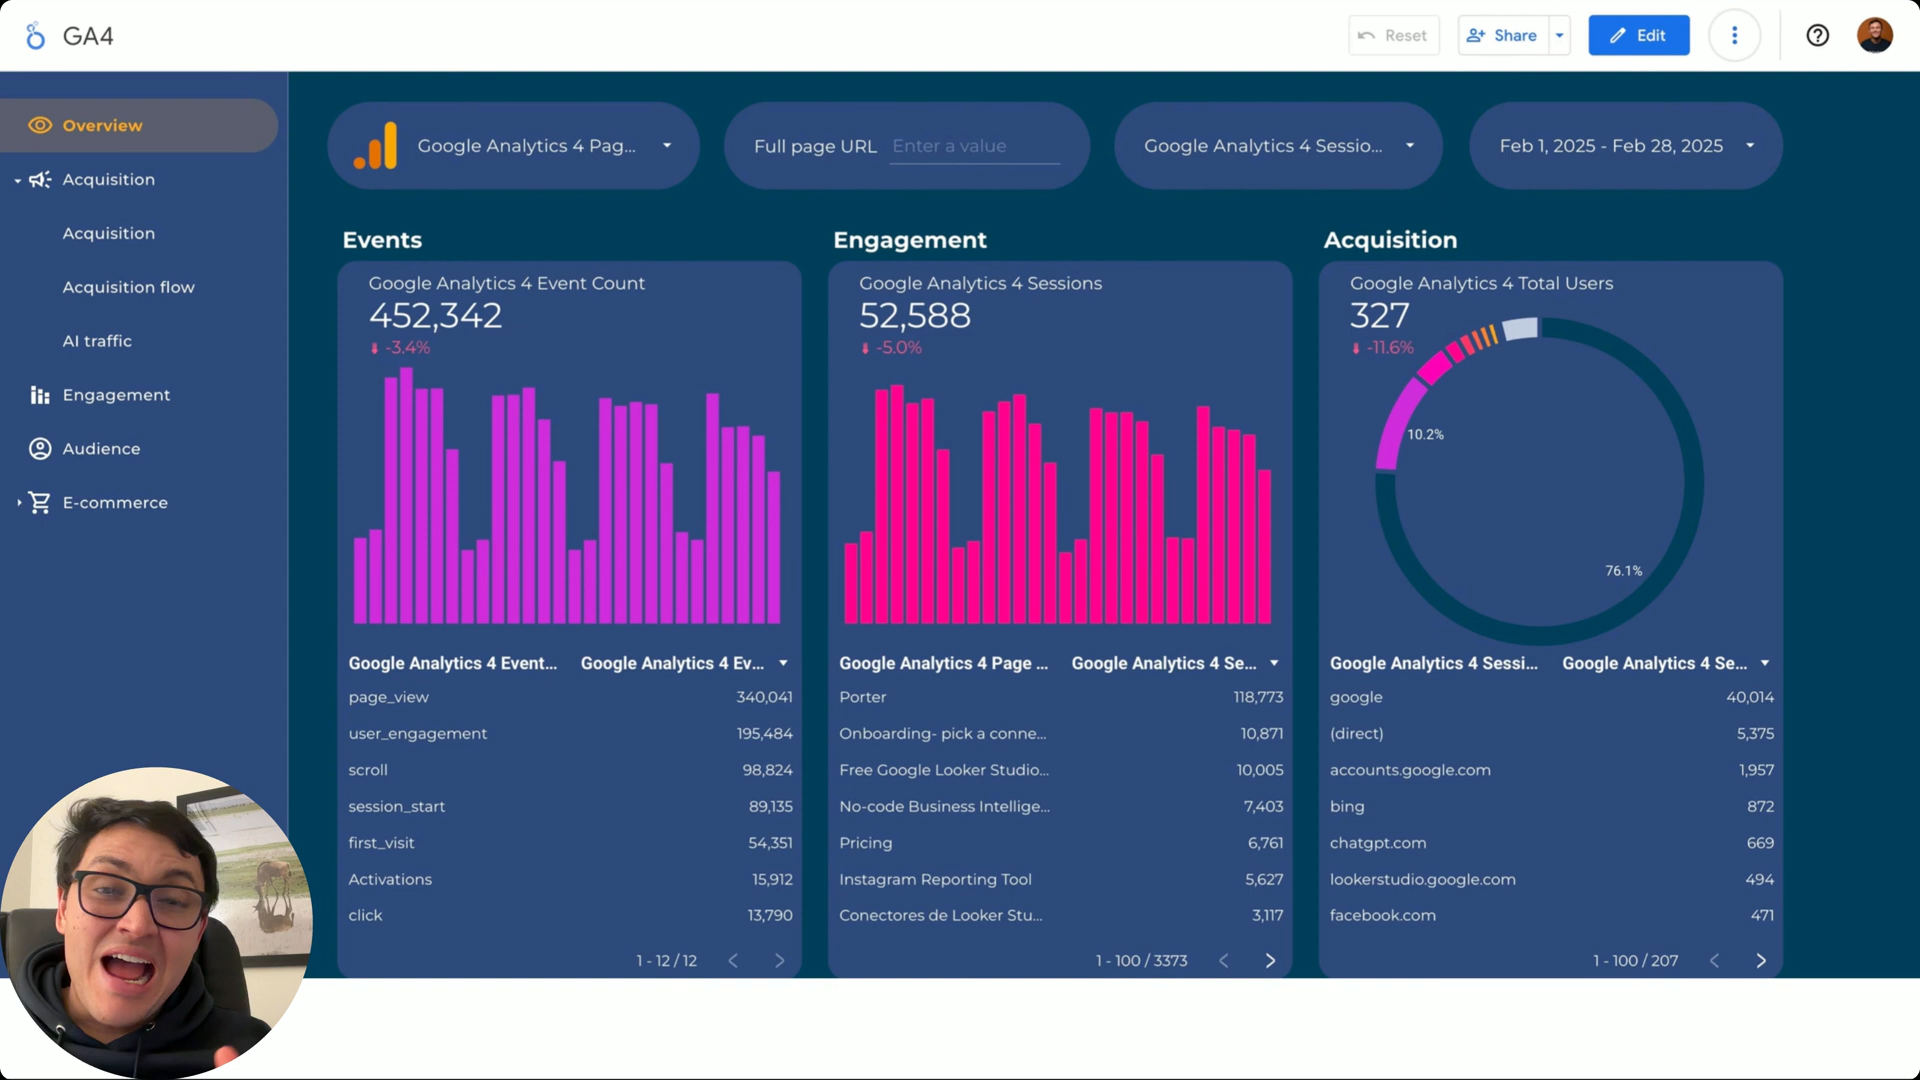 GA4
Reset
Share
Edit
Overview
Acquisition
Acquisition
Acquisition flow
AI traffic
Engagement
Audience
E-commerce
Google Analytics 4 Pag...
Full page URL Enter a value
Google Analytics 4 Sessio...
Feb 1, 2025 - Feb 28, 2025
Events
Google Analytics 4 Event Count
452,342
-3.4%
Google Analytics 4 Event... Google Analytics 4 Ev...
page_view 340,041
user_engagement 195,484
scroll 98,824
session_start 89,135
first_visit 54,351
Activations 15,912
click 13,790
1 - 12 / 12
Engagement
Google Analytics 4 Sessions
52,588
-5.0%
Google Analytics 4 Page ... Google Analytics 4 Se...
Porter 118,773
Onboarding- pick a conne... 10,871
Free Google Looker Studio... 10,005
No-code Business Intellige... 7,403
Pricing 6,761
Instagram Reporting Tool 5,627
Conectores de Looker Stu... 3,117
1 - 100 / 3373
Acquisition
Google Analytics 4 Total Users
327
-11.6%
10.2%
76.1%
Google Analytics 4 Sessi... Google Analytics 4 Se...
google 40,014
(direct) 5,375
accounts.google.com 1,957
bing 872
chatgpt.com 669
lookerstudio.google.com 494
facebook.com 471
1 - 100 / 207